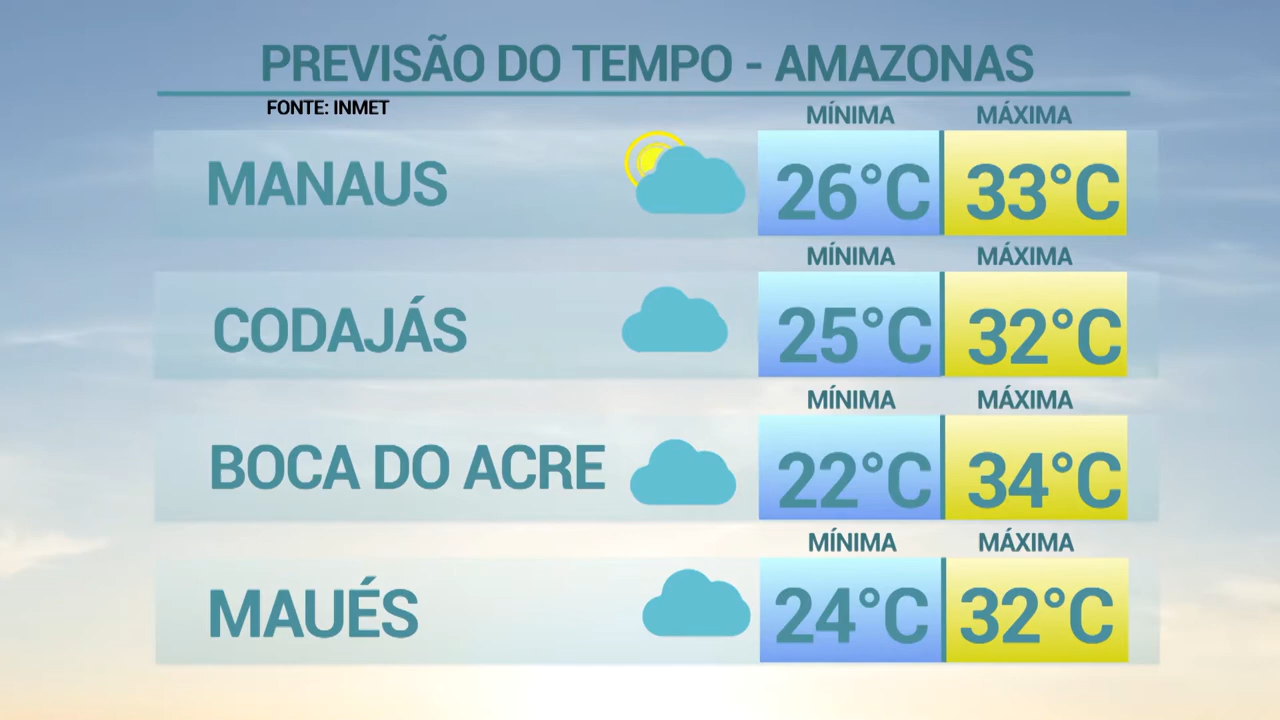 PREVISÃO DO TEMPO - AMAZONAS
FONTE: INMET
MÍNIMA MÁXIMA
MANAUS 26°C 33°C
MÍNIMA MÁXIMA
CODAJÁS 25°C 32°C
MÍNIMA MÁXIMA
BOCA DO ACRE 22°C 34°C
MÍNIMA MÁXIMA
MAUÉS 24°C 32°C